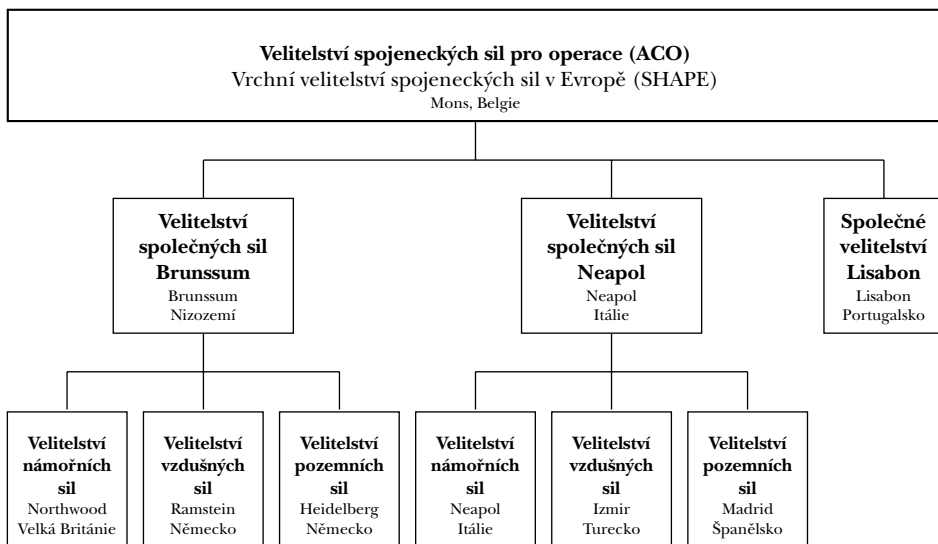 Velitelství spojeneckých sil pro operace (ACO)
Vrchní velitelství spojeneckých sil v Evropě (SHAPE)
Mons, Belgie
Velitelství
společných sil
Brunssum
Brunssum
Nizozemí
Velitelství
společných sil
Neapol
Neapol
Itálie
Společné
velitelství
Lisabon
Lisabon
Portugalsko
Velitelství
námořních
sil
Northwood
Velká Británie
Velitelství
vzdušných
sil
Ramstein
Německo
Velitelství
pozemních
sil
Heidelberg
Německo
Velitelství
námořních
sil
Neapol
Itálie
Velitelství
vzdušných
sil
Izmir
Turecko
Velitelství
pozemních
sil
Madrid
Španělsko